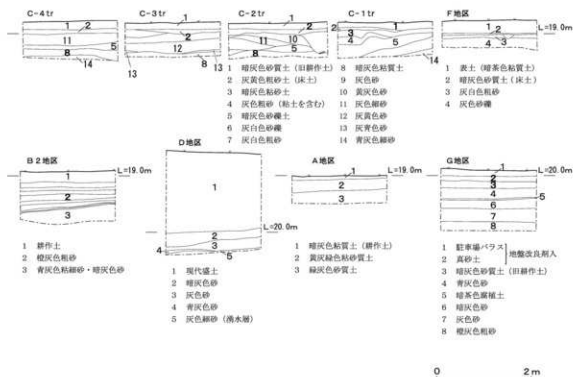 C-4tr
C-3tr
C-2tr
C-1tr
F 地区
L=19.0m
1 暗灰色砂質土（旧耕作土）
2 灰黄色粗砂（床土）
3 暗灰色粘砂土
4 灰色粗砂（粘土を含む）
5 暗灰色砂礫土
6 灰白色砂礫
7 灰白色粗砂
8 暗灰色粘質土
9 灰色砂
10 黄灰色砂
11 灰色細砂
12 灰黄色砂
13 灰青色砂
14 青灰色細砂
1 表土（暗茶色粘質土）
2 暗灰色砂質土（床土）
3 灰白色粗砂
4 灰色砂礫
B 2地区
L=19.0m
1 耕作土
2 橙灰色粗砂
3 青灰色粘細砂・暗灰色砂
D 地区
L=20.0m
1 現代盛土
2 暗灰色砂
3 灰色砂
4 青灰色砂
5 灰色細砂（湧水層）
A 地区
L=19.0m
1 暗灰色粘質土（耕作土）
2 黄灰緑色粘砂質土
3 緑灰色砂質土
G 地区
L=20.0m
1 駐車場バラス
2 真砂土
地盤改良剤入
3 暗灰色砂質土（旧耕作土）
4 青灰色砂
5 暗茶色腐植土
6 暗灰色砂
7 灰色砂
8 橙灰色粗砂
0 2 m